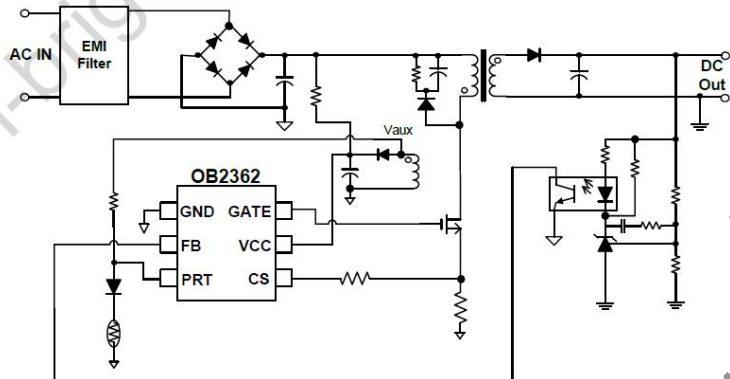 AC IN
EMI
Filter
DC
Out
Vaux
OB2362
GND GATE
FB VCC
PRT CS